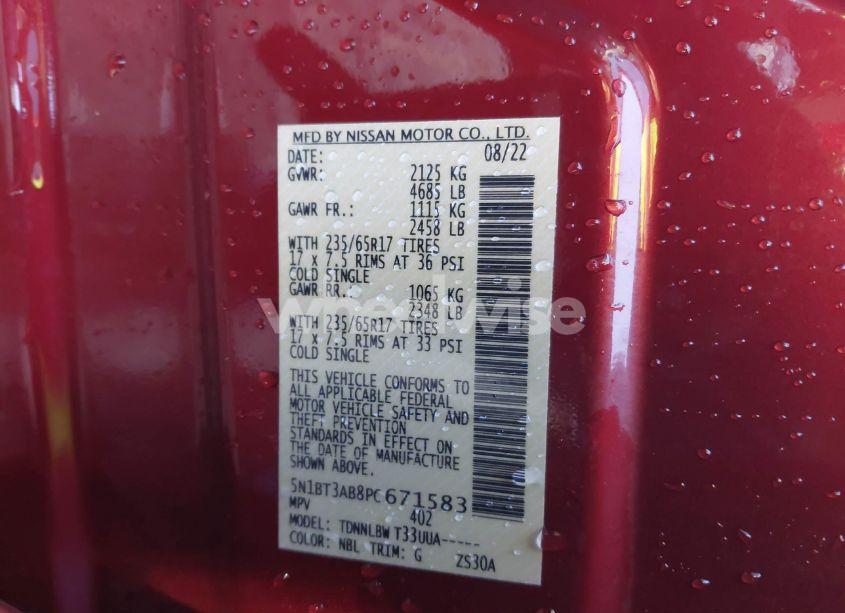 MFD BY NISSAN MOTOR CO., LTD.
DATE: 08/22
GVWR: 2125 KG
4685 LB
GAWR FR.: 1115 KG
2458 LB
WITH 235/65R17 TIRES
17 x 7.5 RIMS AT 36 PSI
COLD SINGLE
GAWR RR.: 1065 KG
2348 LB
WITH 235/65R17 TIRES
17 x 7.5 RIMS AT 33 PSI
COLD SINGLE
THIS VEHICLE CONFORMS TO
ALL APPLICABLE FEDERAL
MOTOR VEHICLE SAFETY AND
THEFT PREVENTION
STANDARDS IN EFFECT ON
THE DATE OF MANUFACTURE
SHOWN ABOVE.
5N1BT3AB8PC671583
MPV 402
MODEL: TDNNLBW T33UUA-----
COLOR: NBL TRIM: G ZS30A
wheelwise